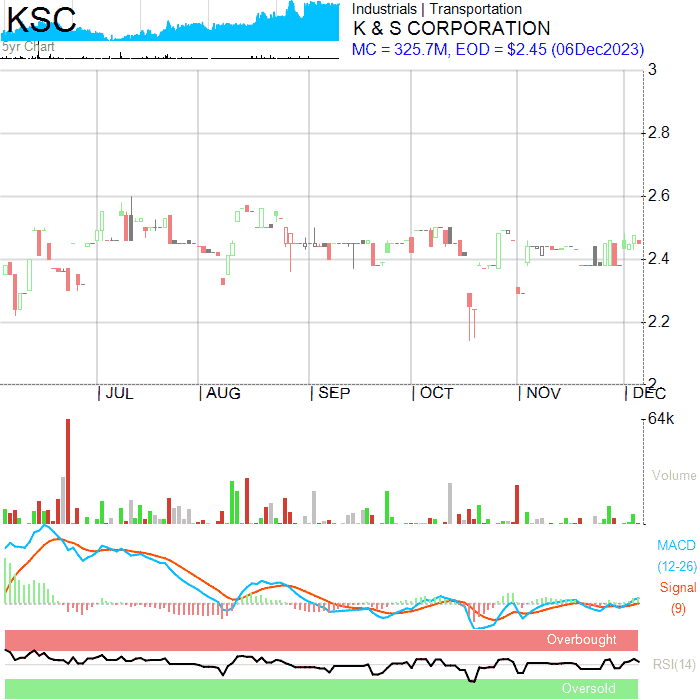 KSC
5yr Chart
Industrials | Transportation
K & S CORPORATION
MC = 325.7M, EOD = $2.45 (06Dec2023)
3
2.8
2.6
2.4
2.2
2
JUL AUG SEP OCT NOV DEC
64k
Volume
MACD
(12-26)
Signal
(9)
Overbought
RSI(14)
Oversold